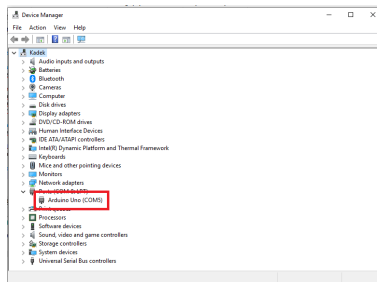 Device Manager
File Action View Help
Kadek
Audio inputs and outputs
Batteries
Bluetooth
Cameras
Computer
Disk drives
Display adapters
DVD/CD-ROM drives
Human Interface Devices
IDE ATA/ATAPI controllers
Intel(R) Dynamic Platform and Thermal Framework
Keyboards
Mice and other pointing devices
Monitors
Network adapters
Ports (COM & LPT)
Arduino Uno (COM5)
Processors
Software devices
Sound, video and game controllers
Storage controllers
System devices
Universal Serial Bus controllers